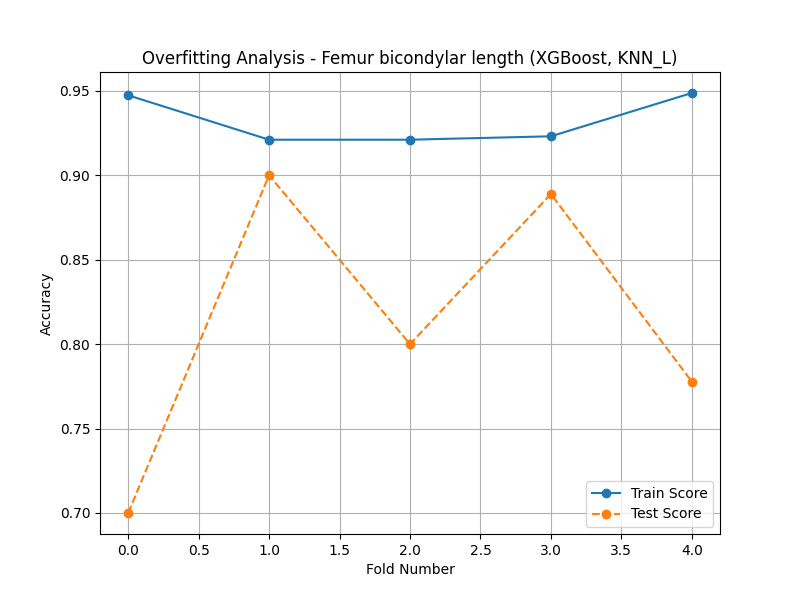 Overfitting Analysis - Femur bicondylar length (XGBoost, KNN_L)
0.95
0.90
0.85
0.80
0.75
0.70
Accuracy
0.0 0.5 1.0 1.5 2.0 2.5 3.0 3.5 4.0
Fold Number
Train Score
Test Score